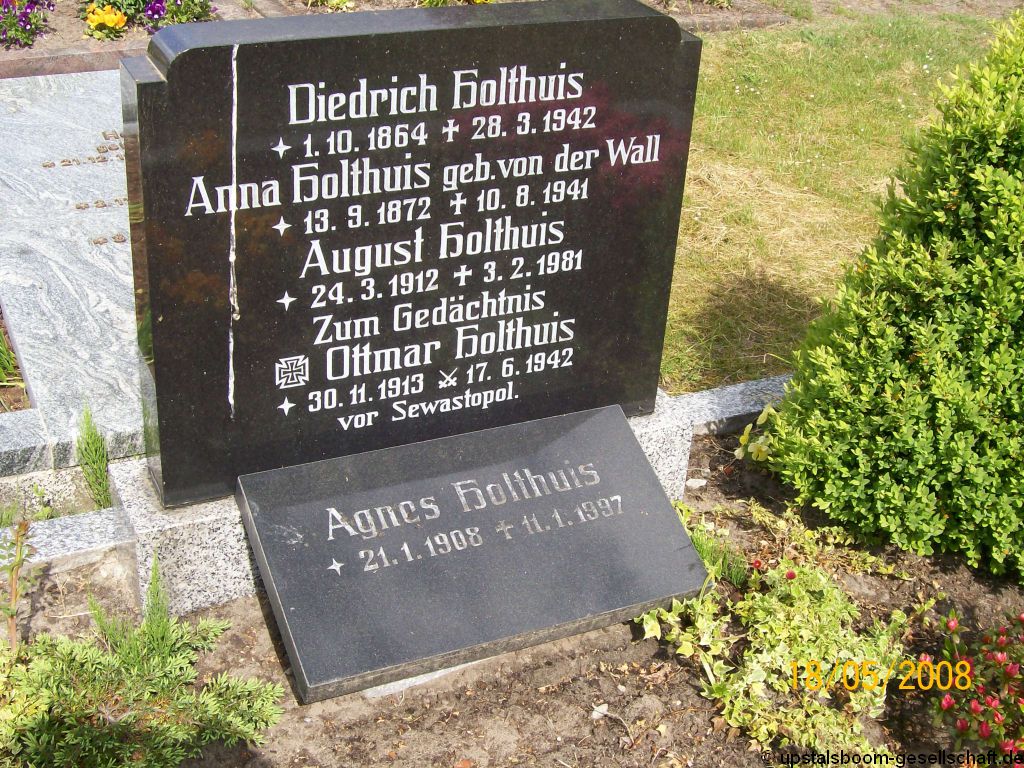 Diedrich Holthuis
✦ 1.10.1864 ✝ 28.3.1942
Anna Holthuis geb. von der Wall
✦ 13.9.1872 ✝ 10.8.1941
August Holthuis
✦ 24.3.1912 ✝ 3.2.1981
Zum Gedächtnis
Ottmar Holthuis
✦ 30.11.1913 ⚔ 17.6.1942
vor Sewastopol.
Agnes Holthuis
✦ 21.1.1908 ✝ 11.1.1997
18/05/2008
© upstalsboom-gesellschaft.de